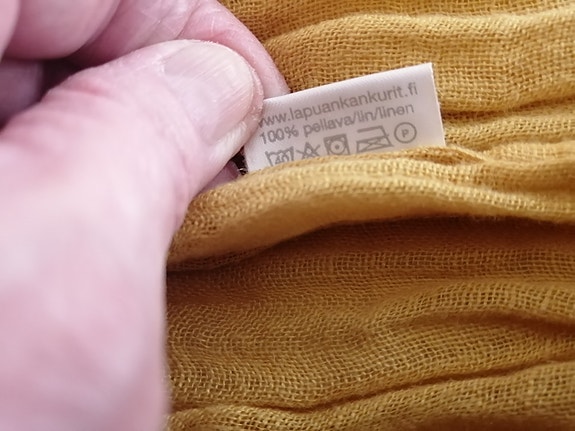 www.lapuankankurit.fi
100% pellava/lin/linen
P